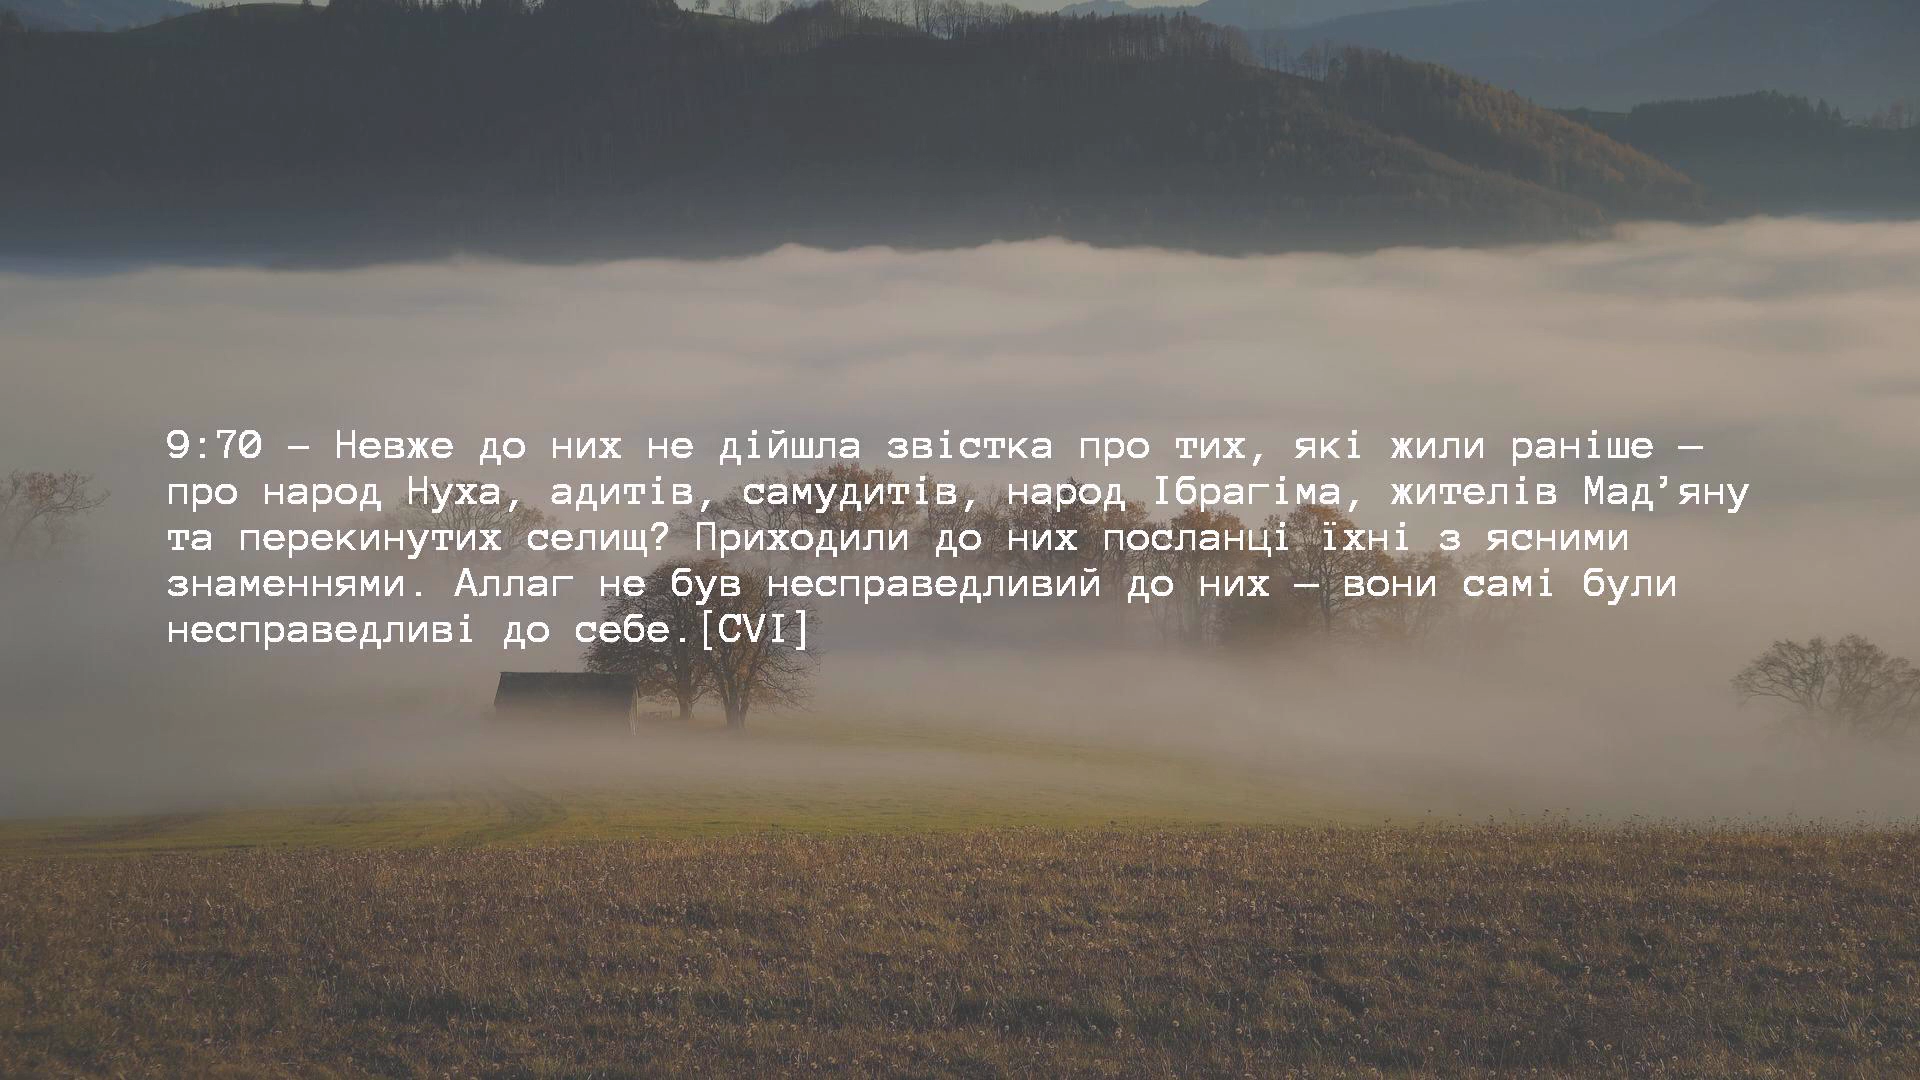 9:70 – Невже до них не дійшла звістка про тих, які жили раніше –
про народ Нуха, адитів, самудитів, народ Ібрагіма, жителів Мад’яну
та перекинутих селищ? Приходили до них посланці їхні з ясними
знаменнями. Аллаг не був несправедливий до них – вони самі були
несправедливі до себе.[CVI]